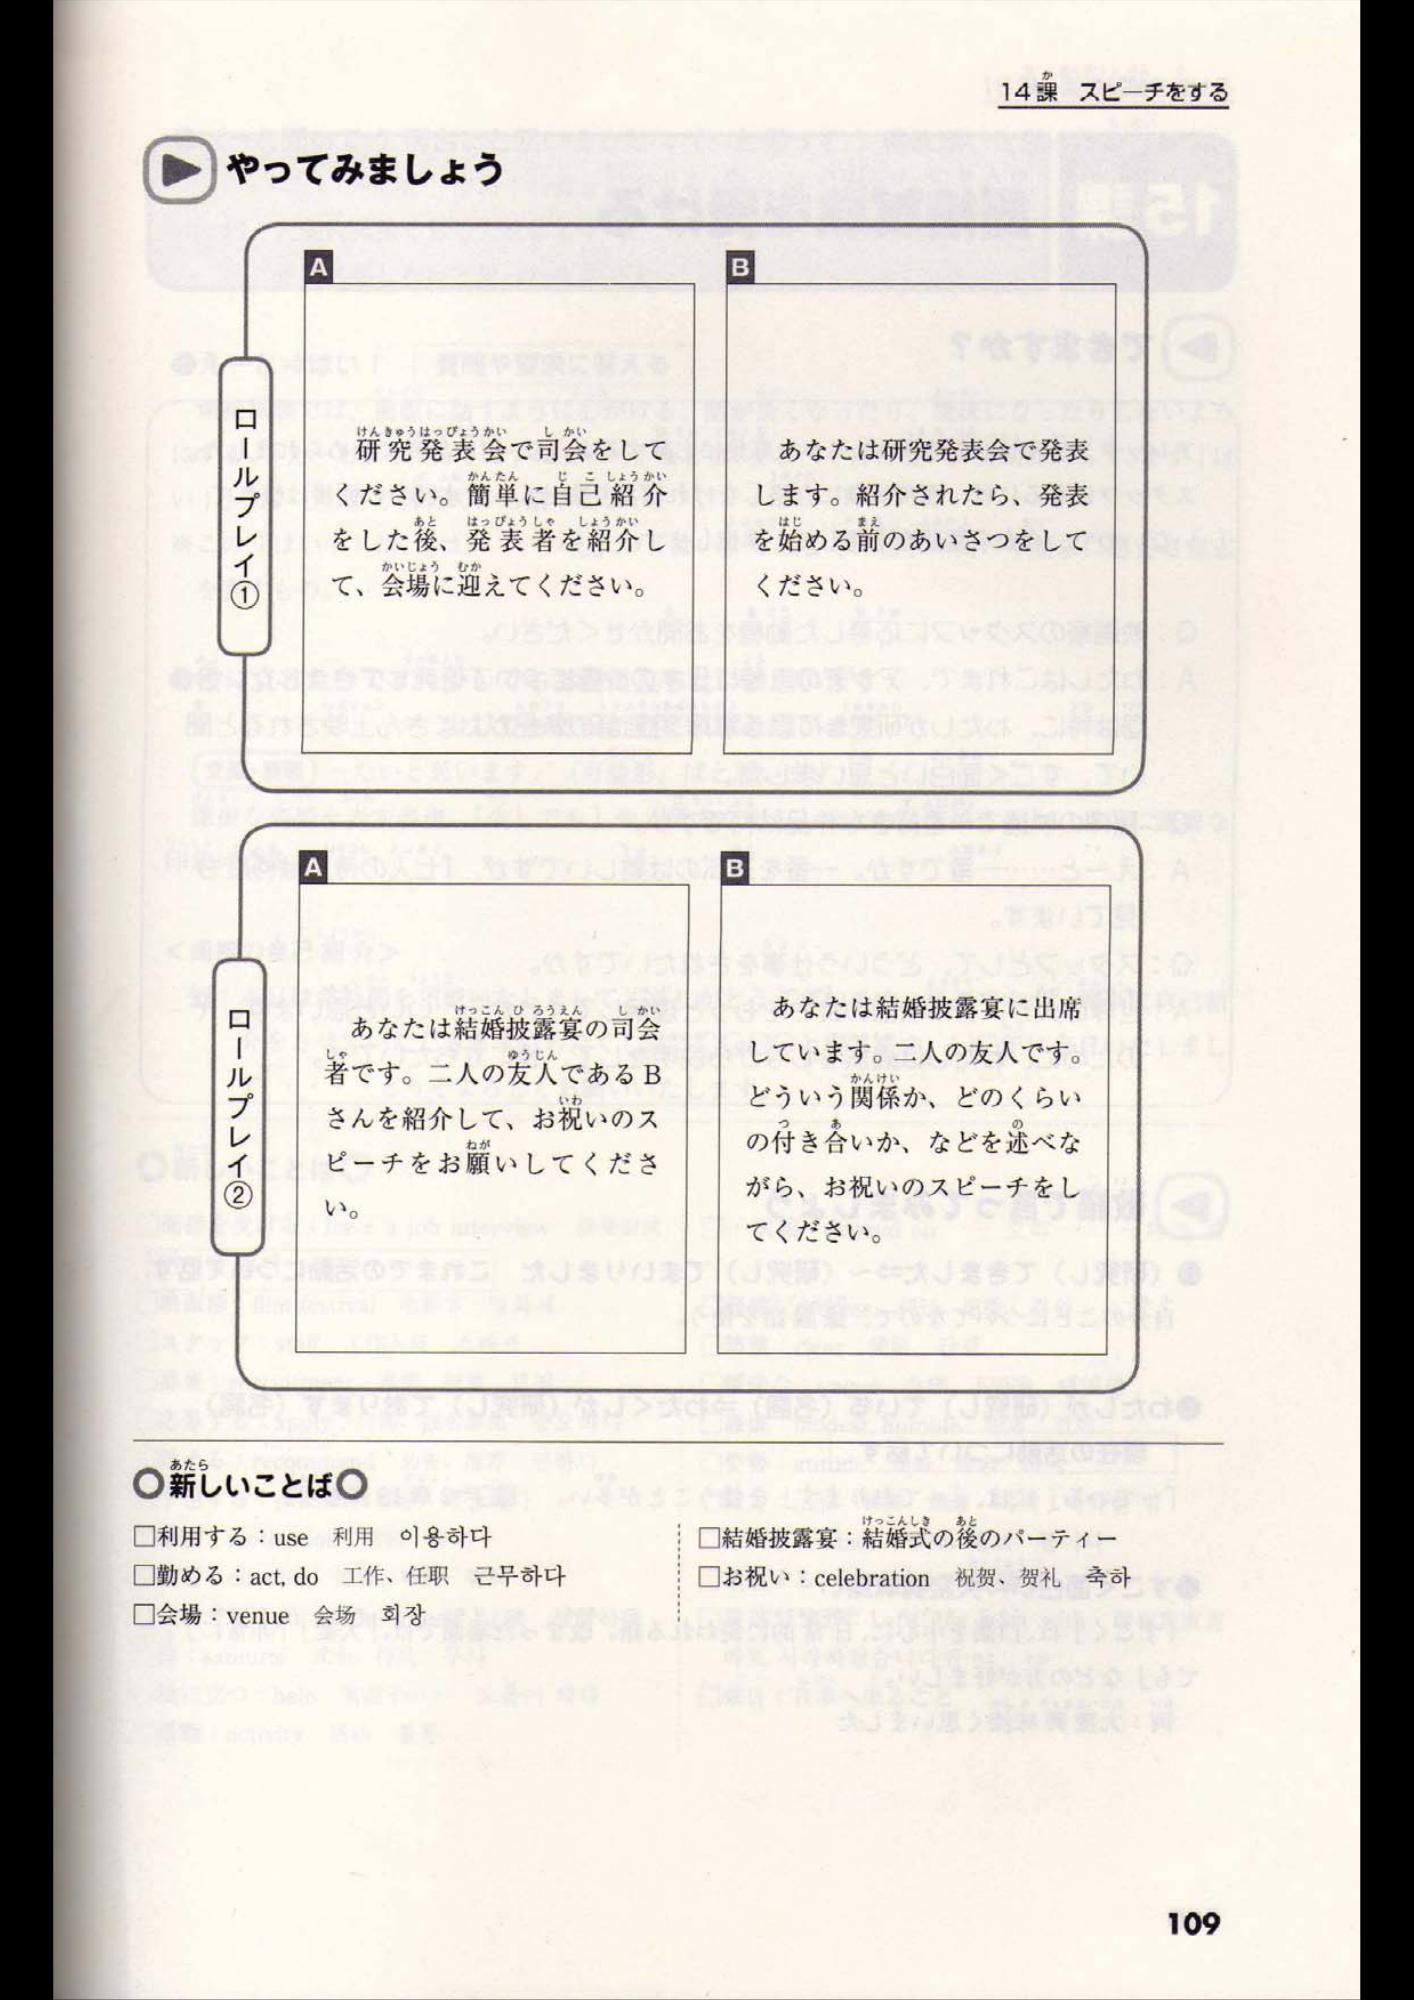 14課 スピーチをする
やってみましょう
ロールプレイ①
A
研究発表会で司会をして
ください。簡単に自己紹介
をした後、発表者を紹介し
て、会場に迎えてください。
B
あなたは研究発表会で発表
します。紹介されたら、発表
を始める前のあいさつをして
ください。
ロールプレイ②
A
あなたは結婚披露宴の司会
者です。二人の友人であるB
さんを紹介して、お祝いのス
ピーチをお願いしてくださ
い。
B
あなたは結婚披露宴に出席
しています。二人の友人です。
どういう関係か、どのくらい
の付き合いか、などを述べな
がら、お祝いのスピーチをし
てください。
○新しいことば○
□利用する：use 利用 이용하다
□勤める：act, do 工作、任职 근무하다
□会場：venue 会场 회장
□結婚披露宴：結婚式の後のパーティー
□お祝い：celebration 祝贺、贺礼 축하
109